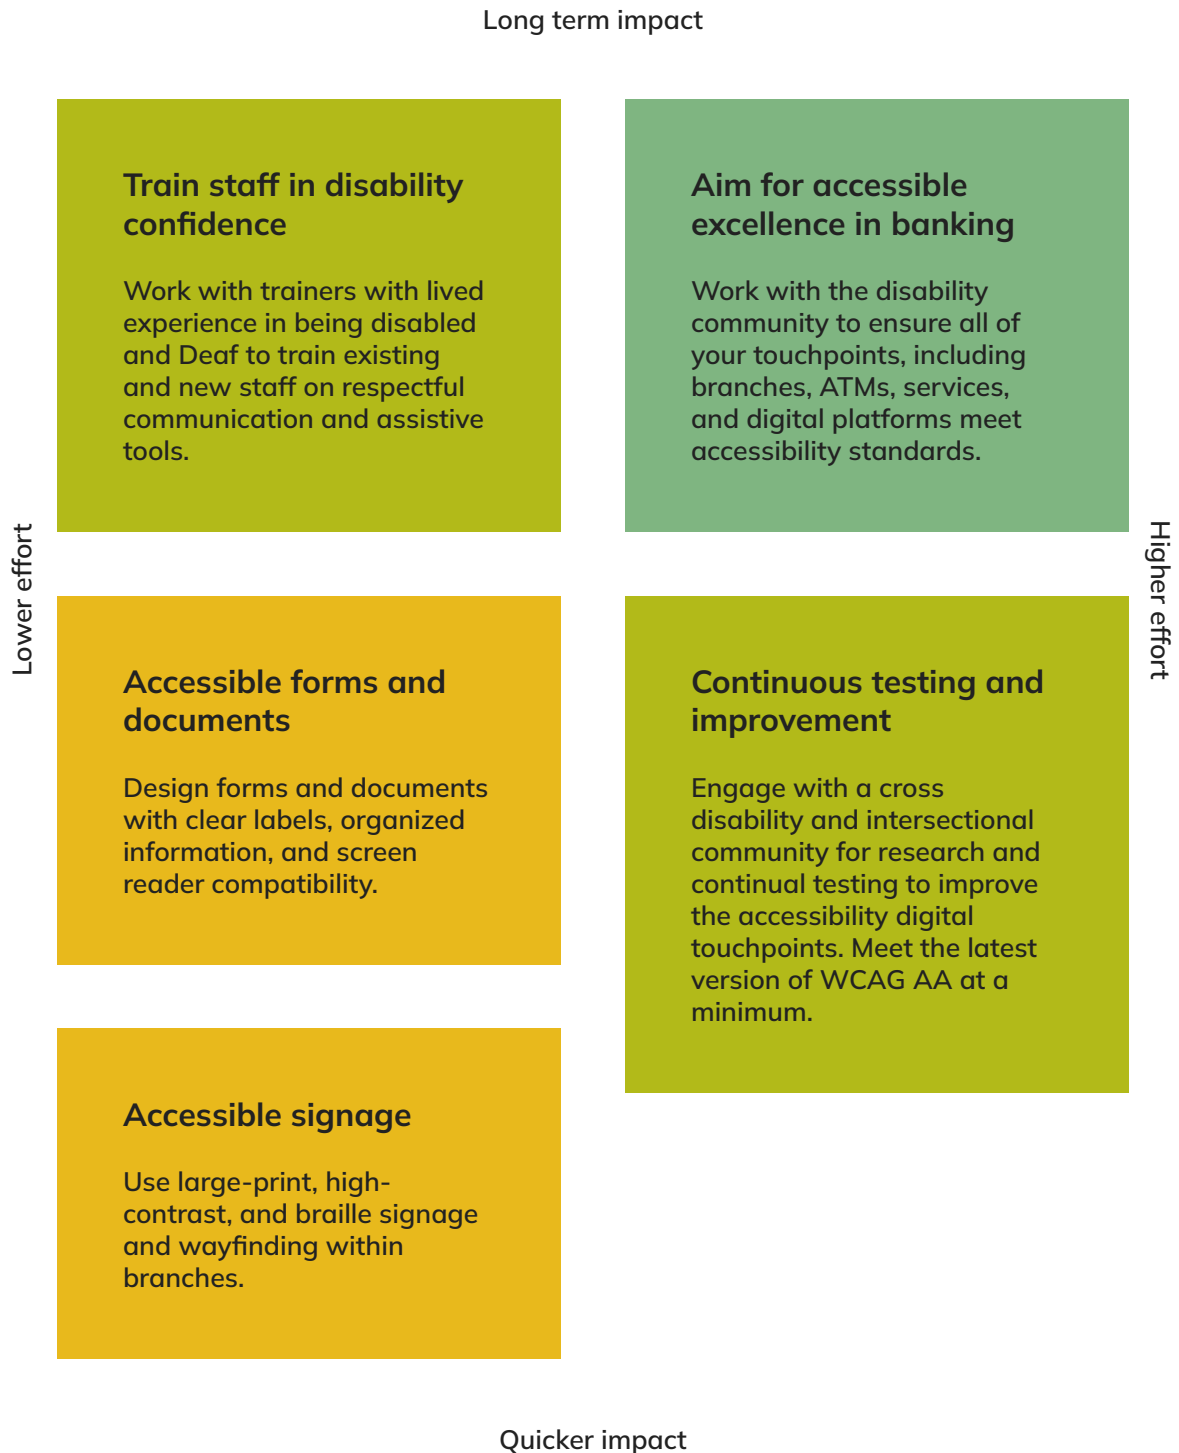 Long term impact
Train staff in disability
confidence
Work with trainers with lived
experience in being disabled
and Deaf to train existing
and new staff on respectful
communication and assistive
tools.
Aim for accessible
excellence in banking
Work with the disability
community to ensure all of
your touchpoints, including
branches, ATMs, services,
and digital platforms meet
accessibility standards.
Lower effort
Higher effort
Accessible forms and
documents
Design forms and documents
with clear labels, organized
information, and screen
reader compatibility.
Continuous testing and
improvement
Engage with a cross
disability and intersectional
community for research and
continual testing to improve
the accessibility digital
touchpoints. Meet the latest
version of WCAG AA at a
minimum.
Accessible signage
Use large-print, high-
contrast, and braille signage
and wayfinding within
branches.
Quicker impact